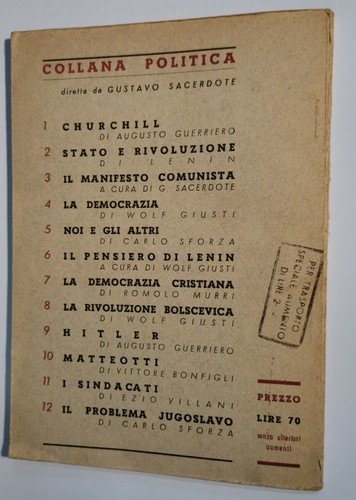 COLLANA POLITICA
diretta da GUSTAVO SACERDOTE
1 CHURCHILL
DI AUGUSTO GUERRIERO
2 STATO E RIVOLUZIONE
DI LENIN
3 IL MANIFESTO COMUNISTA
A CURA DI G. SACERDOTE
4 LA DEMOCRAZIA
DI WOLF GIUSTI
5 NOI E GLI ALTRI
DI CARLO SFORZA
6 IL PENSIERO DI LENIN
A CURA DI WOLF GIUSTI
7 LA DEMOCRAZIA CRISTIANA
DI ROMOLO MURRI
8 LA RIVOLUZIONE BOLSCEVICA
DI WOLF GIUSTI
9 HITLER
DI AUGUSTO GUERRIERO
10 MATTEOTTI
DI VITTORE BONFIGLI
11 I SINDACATI
DI EZIO VILLANI
12 IL PROBLEMA JUGOSLAVO
DI CARLO SFORZA
PER TRASPORTO
SPECIALE AUMENTO
DI LIRE 2.-
PREZZO
LIRE 70
senza ulteriori
aumenti